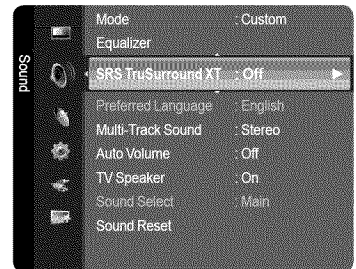 Sound
Mode : Custom
Equalizer
SRS TruSurround XT : Off
Preferred Language : English
Multi-Track Sound : Stereo
Auto Volume : Off
TV Speaker : On
Sound Select : Main
Sound Reset